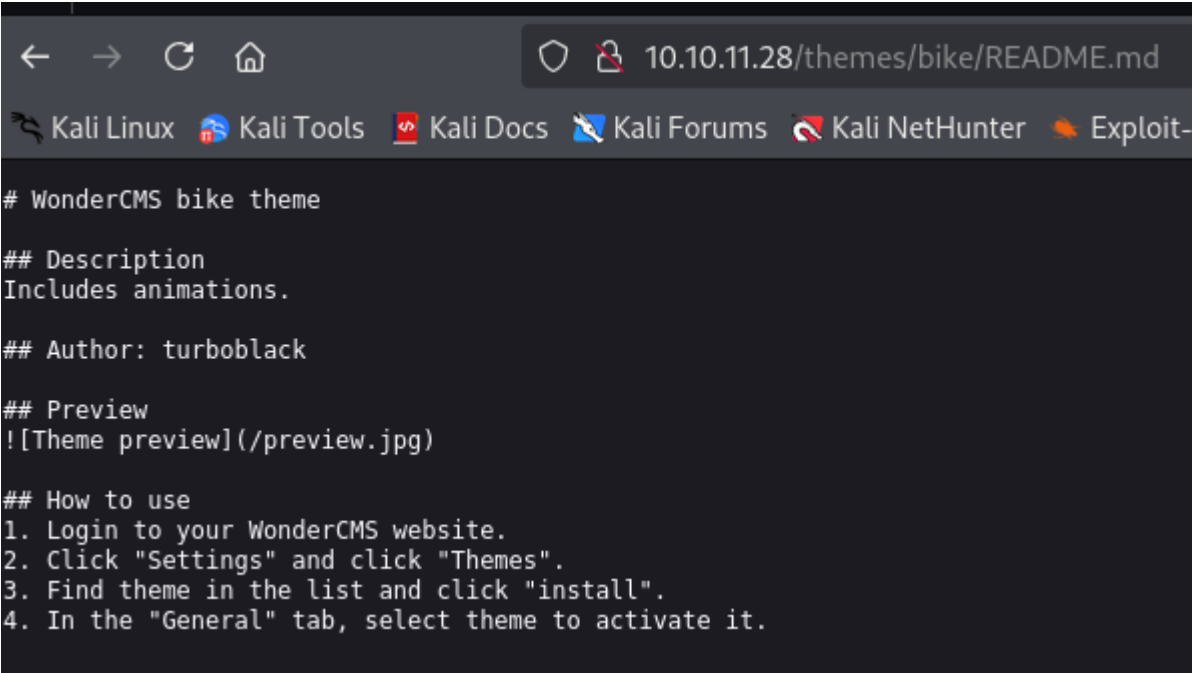 10.10.11.28/themes/bike/README.md
Kali Linux Kali Tools Kali Docs Kali Forums Kali NetHunter Exploit-
# WonderCMS bike theme
## Description
Includes animations.
## Author: turboblack
## Preview
![Theme preview](/preview.jpg)
## How to use
1. Login to your WonderCMS website.
2. Click "Settings" and click "Themes".
3. Find theme in the list and click "install".
4. In the "General" tab, select theme to activate it.